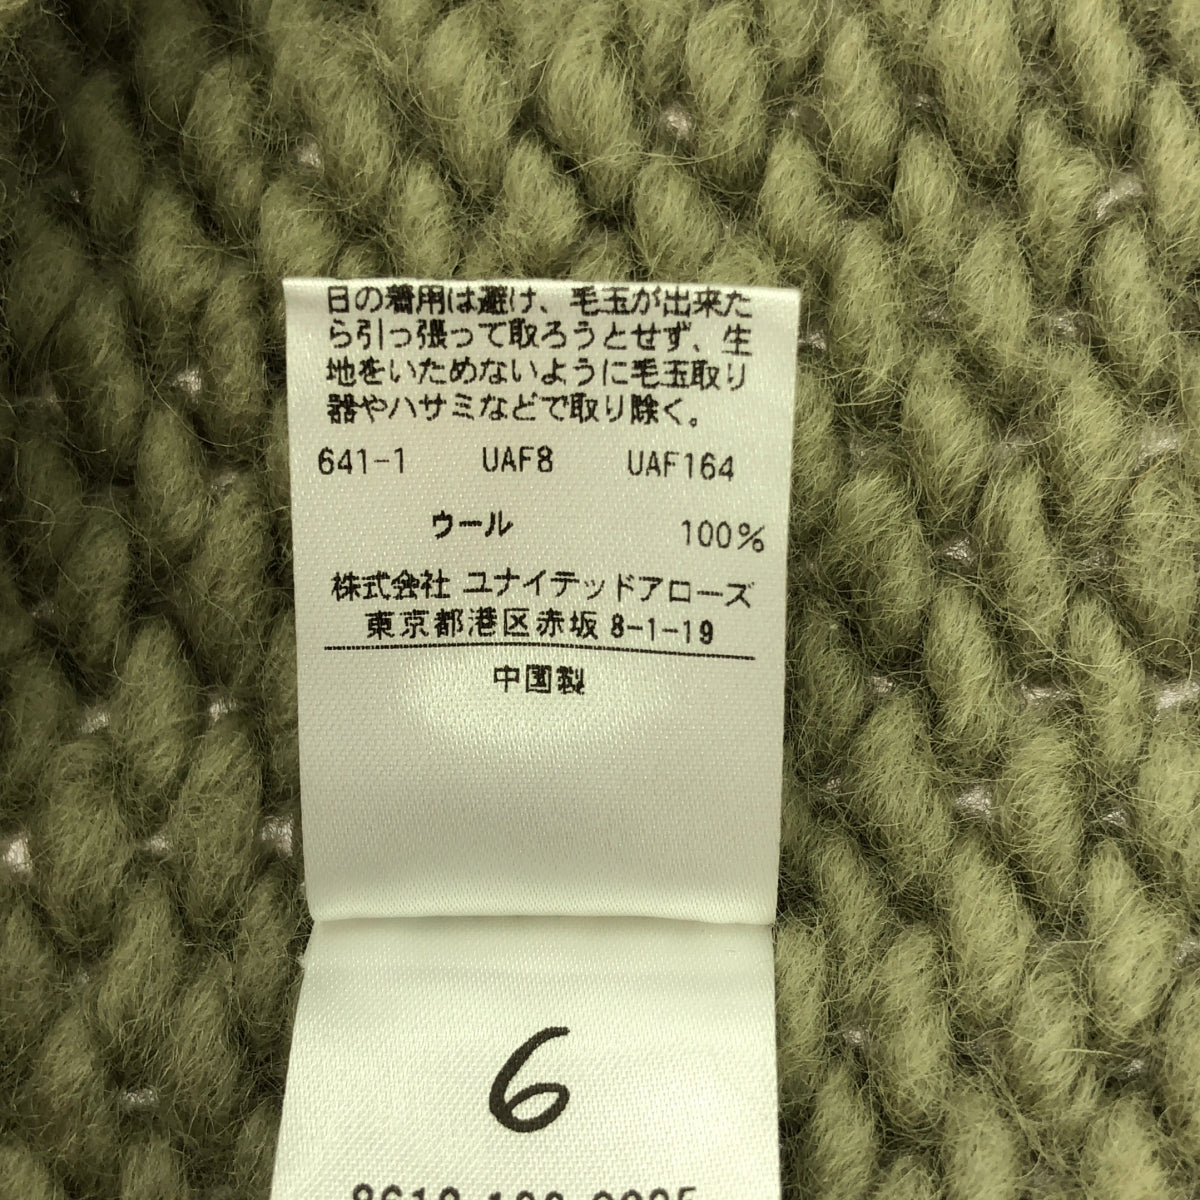 日の着用は避け、毛玉が出来た
ら引っ張って取ろうとせず、生
地をいためないように毛玉取り
器やハサミなどで取り除く。
641-1 UAF8 UAF164
ウール 100%
株式会社 ユナイテッドアローズ
東京都港区赤坂 8-1-19
中国製
6